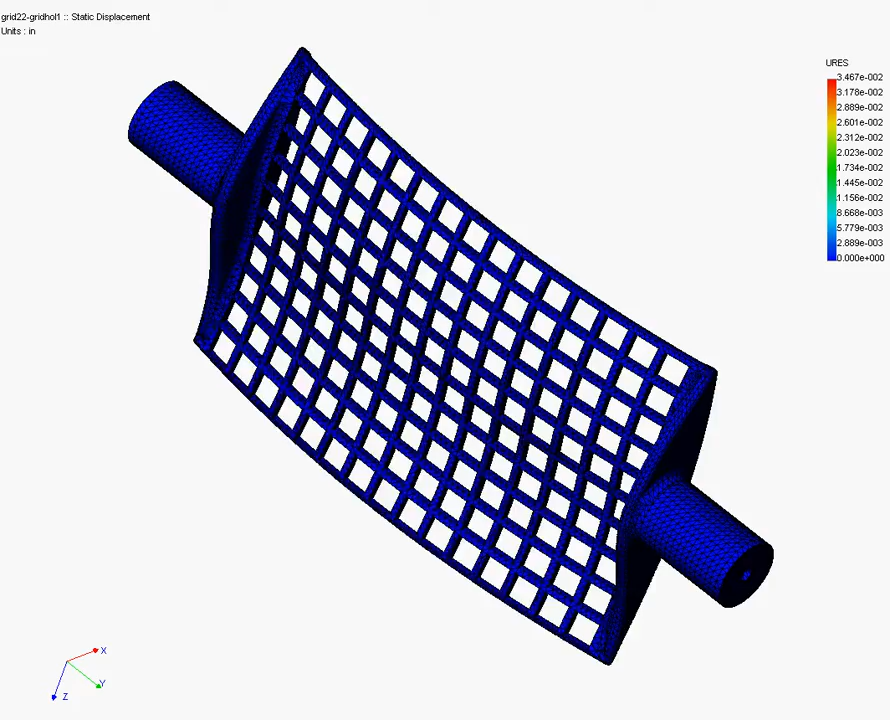 grid22-gridhol1 :: Static Displacement
Units : in
URES
3.467e-002
3.178e-002
2.889e-002
2.601e-002
2.312e-002
2.023e-002
1.734e-002
1.445e-002
1.156e-002
8.668e-003
5.779e-003
2.889e-003
0.000e+000
X
Y
Z